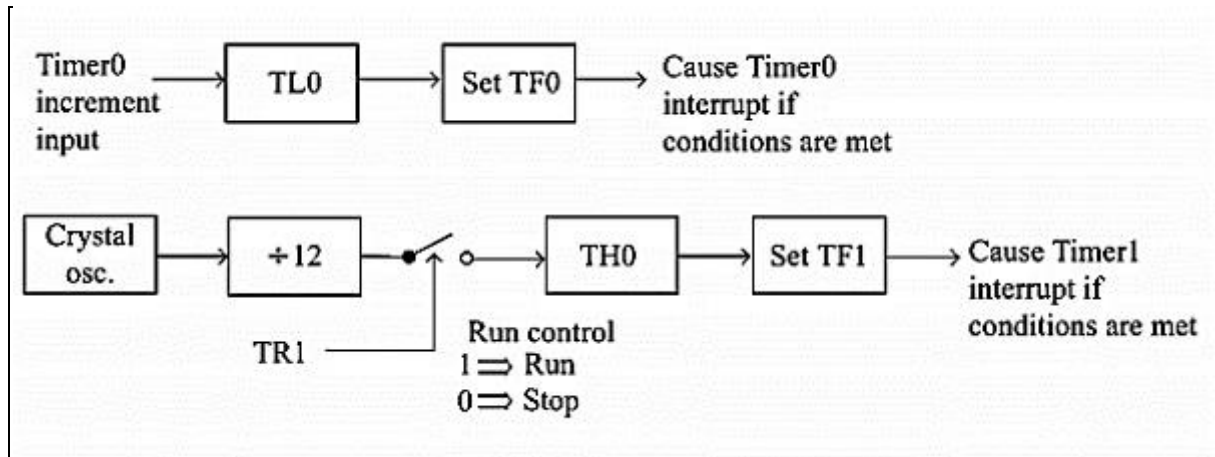 Timer0
increment
input
TL0
Set TF0
Cause Timer0
interrupt if
conditions are met
Crystal
osc.
÷12
TH0
Set TF1
Cause Timer1
interrupt if
conditions are met
TR1
Run control
1 ⇒ Run
0 ⇒ Stop